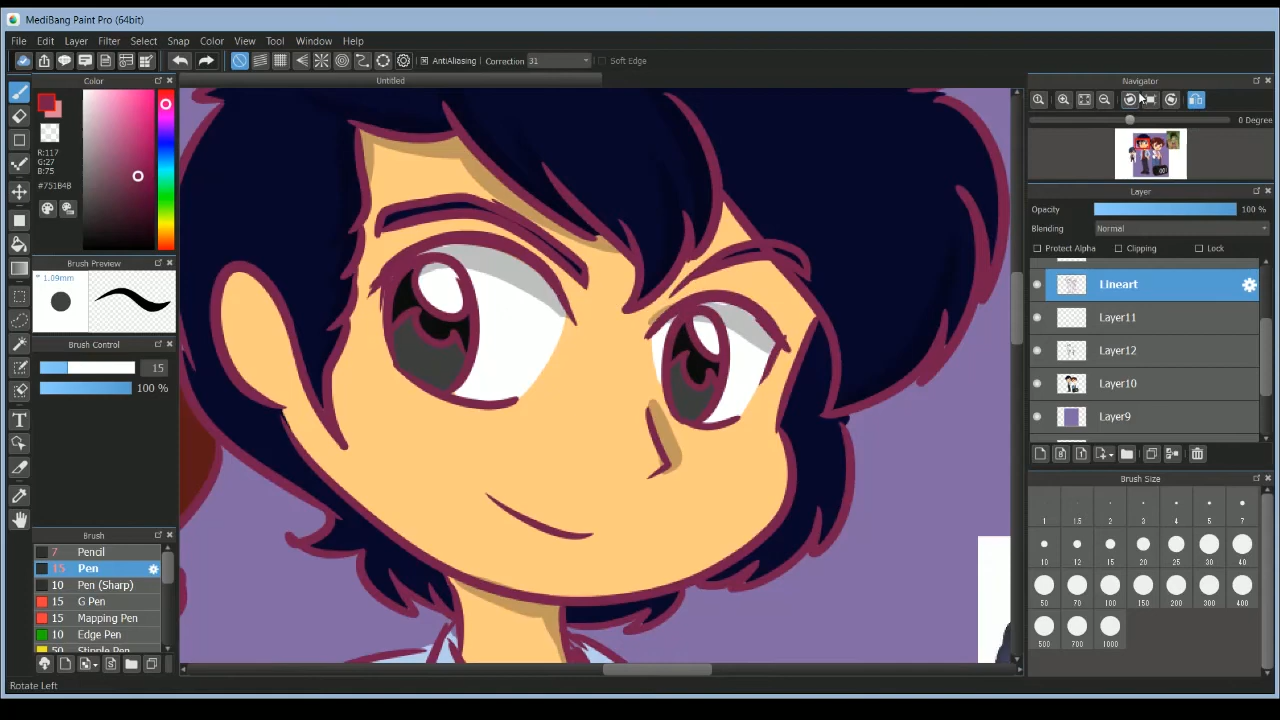 MediBang Paint Pro (64bit)
File Edit Layer Filter Select Snap Color View Tool Window Help
AntiAliasing Correction 31 Soft Edge
Color
Untitled
Navigator
0 Degree
R:117
G:27
B:75
#751B4B
Layer
Opacity 100 %
Blending Normal
Protect Alpha Clipping Lock
Brush Preview
1.09mm
Lineart
Layer11
Layer12
Layer10
Layer9
Brush Control
15
100 %
Brush Size
1 1.5 2 3 4 5 7
10 12 15 20 25 30 40
50 70 100 150 200 300 400
500 700 1000
Brush
7 Pencil
15 Pen
10 Pen (Sharp)
15 G Pen
15 Mapping Pen
10 Edge Pen
50 Stipple Pen
Rotate Left